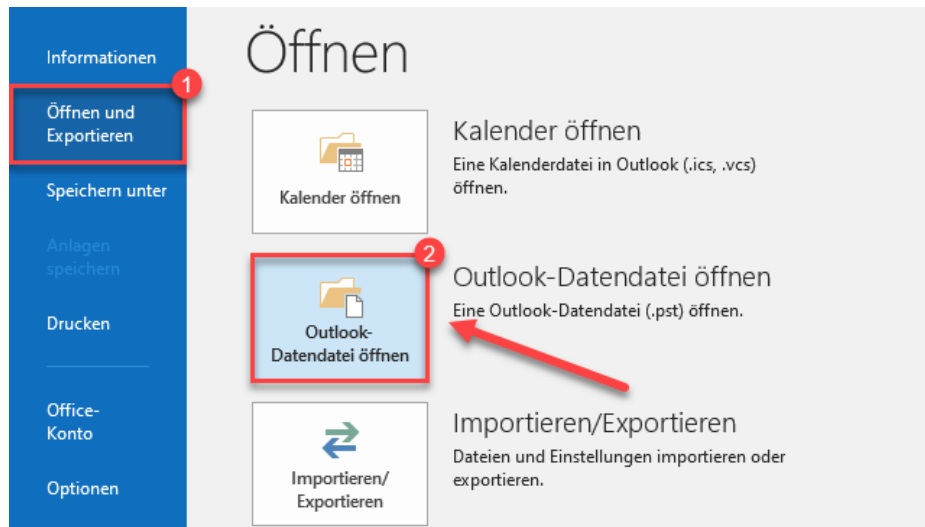 Informationen
1
Öffnen und
Exportieren
Speichern unter
Anlagen
speichern
Drucken
Office-
Konto
Optionen
Öffnen
Kalender öffnen
Kalender öffnen
Eine Kalenderdatei in Outlook (.ics, .vcs)
öffnen.
2
Outlook-
Datendatei öffnen
Outlook-Datendatei öffnen
Eine Outlook-Datendatei (.pst) öffnen.
Importieren/
Exportieren
Importieren/Exportieren
Dateien und Einstellungen importieren oder
exportieren.